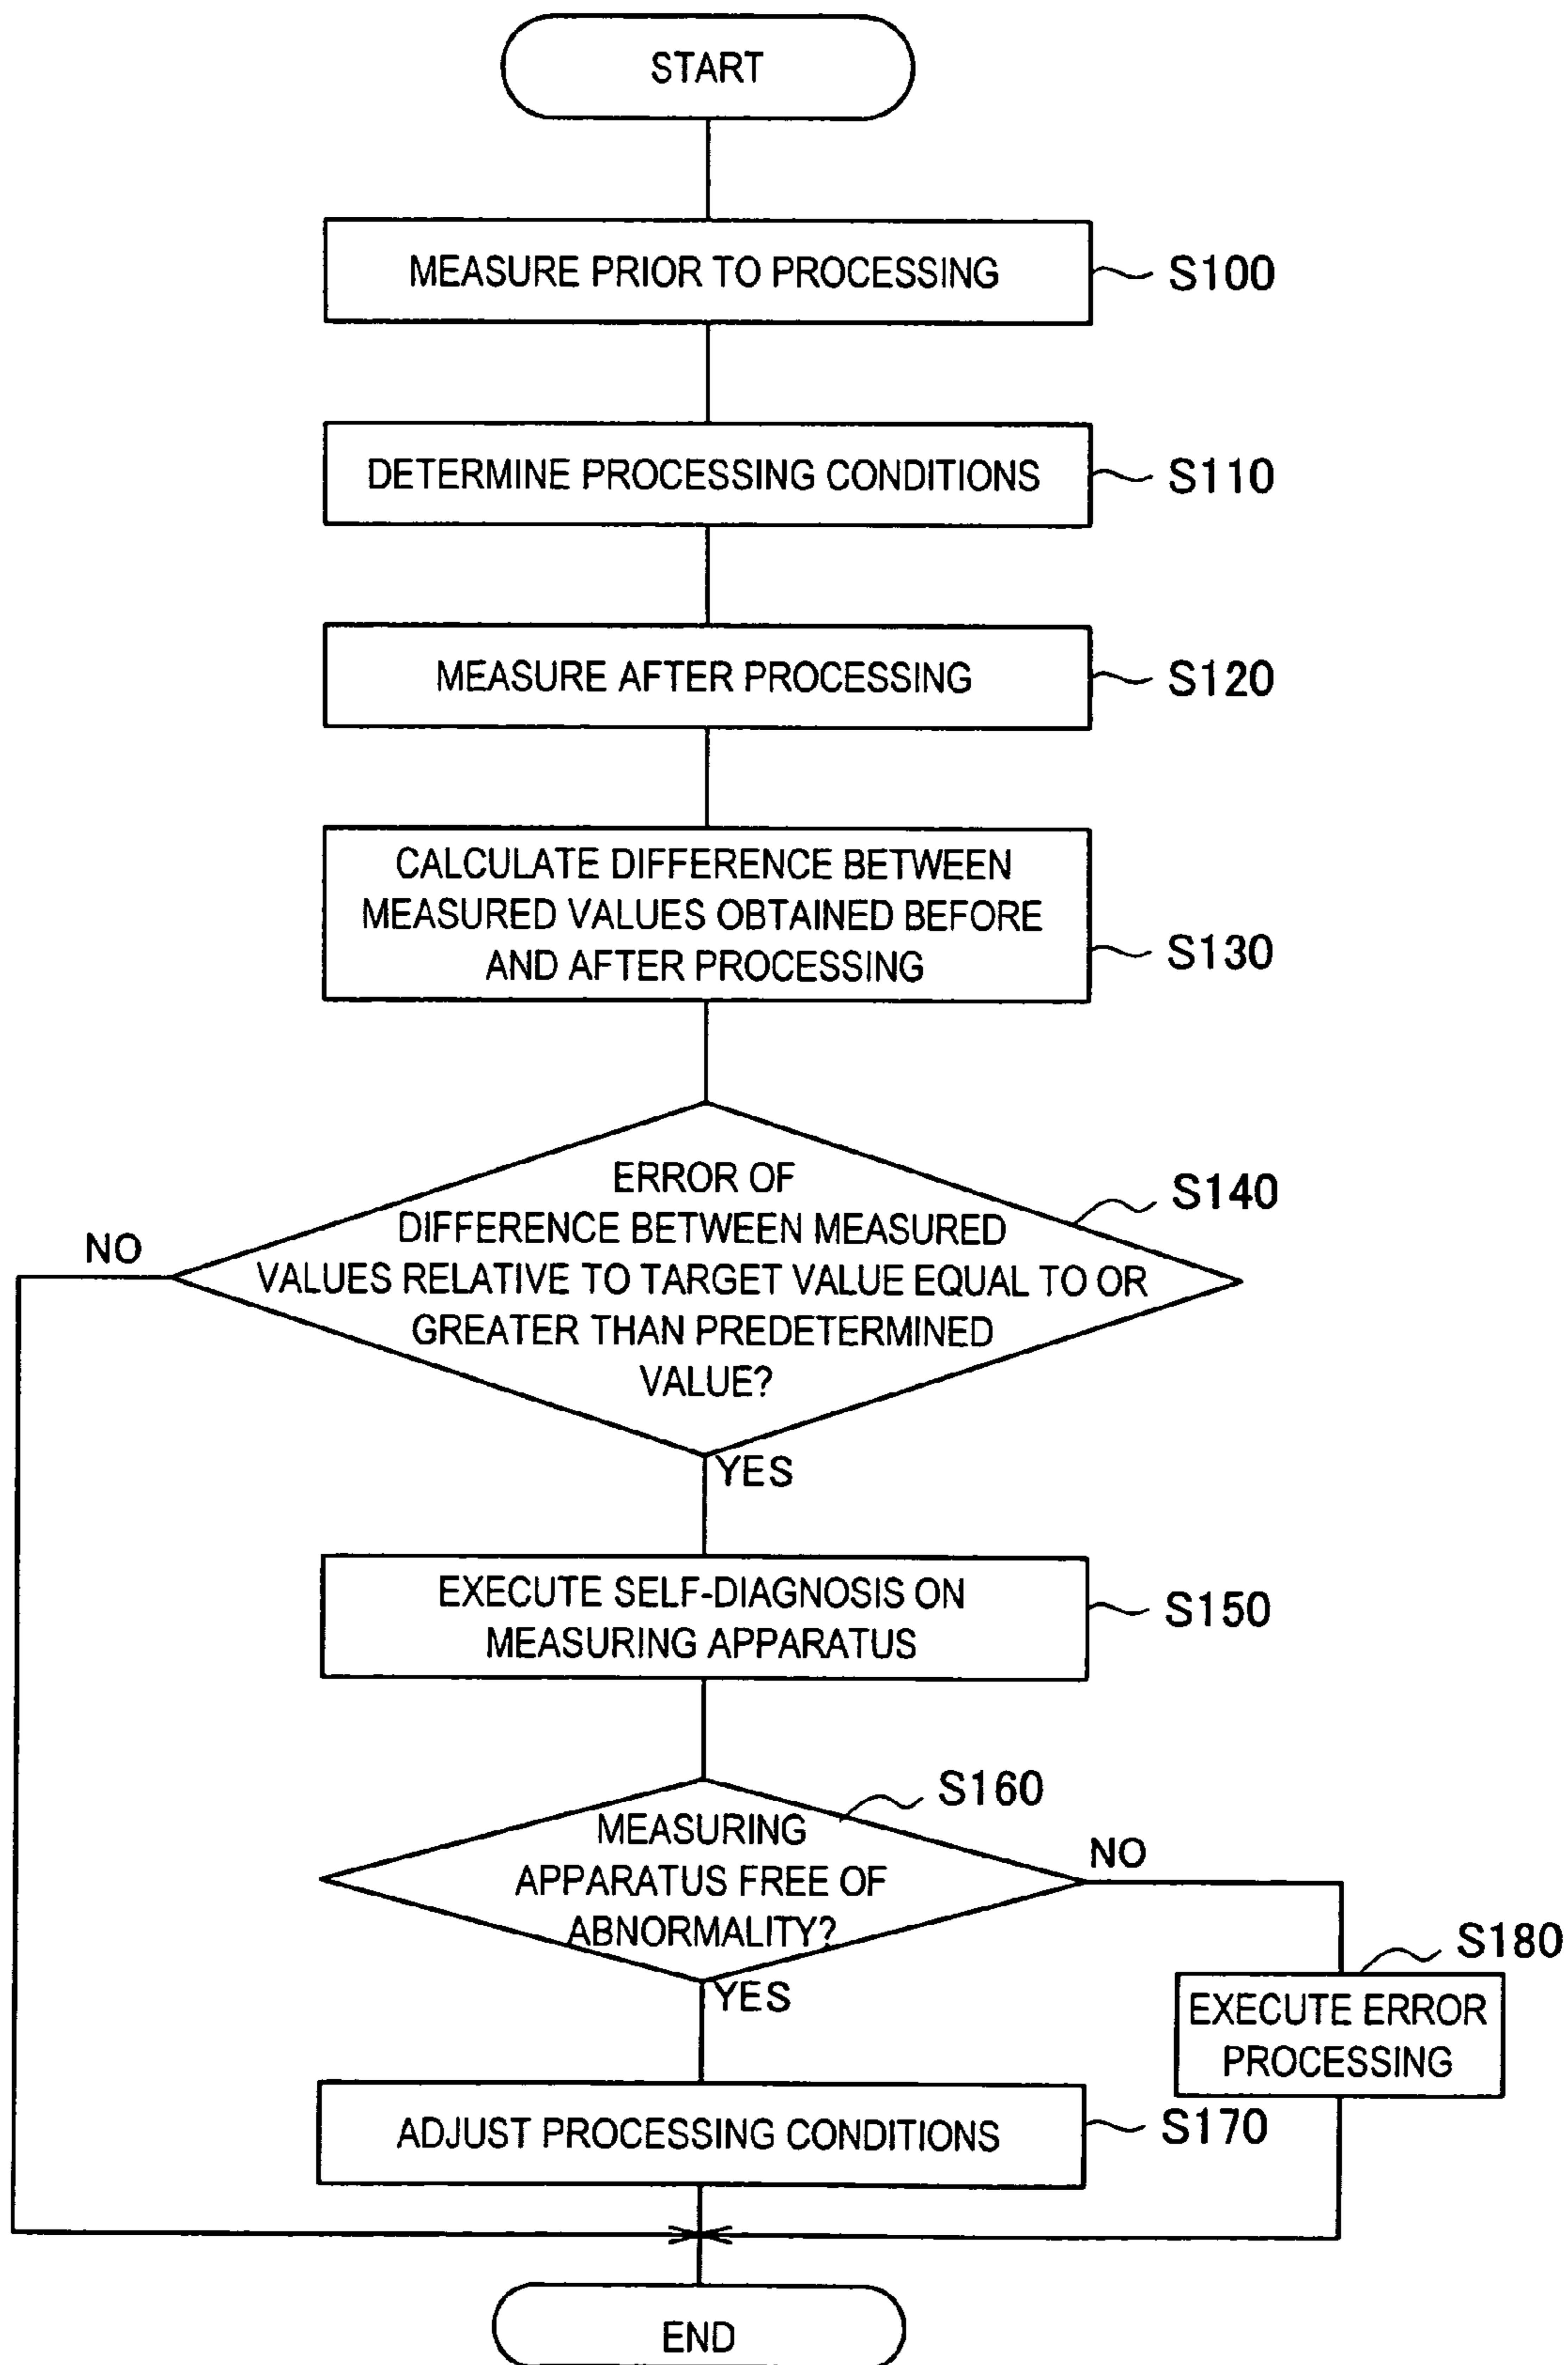 START
MEASURE PRIOR TO PROCESSING
S100
DETERMINE PROCESSING CONDITIONS
S110
MEASURE AFTER PROCESSING
S120
CALCULATE DIFFERENCE BETWEEN
MEASURED VALUES OBTAINED BEFORE
AND AFTER PROCESSING
S130
ERROR OF
DIFFERENCE BETWEEN MEASURED
VALUES RELATIVE TO TARGET VALUE EQUAL TO OR
GREATER THAN PREDETERMINED
VALUE?
S140
NO
YES
EXECUTE SELF-DIAGNOSIS ON
MEASURING APPARATUS
S150
MEASURING
APPARATUS FREE OF
ABNORMALITY?
S160
NO
YES
S180
EXECUTE ERROR
PROCESSING
ADJUST PROCESSING CONDITIONS
S170
END